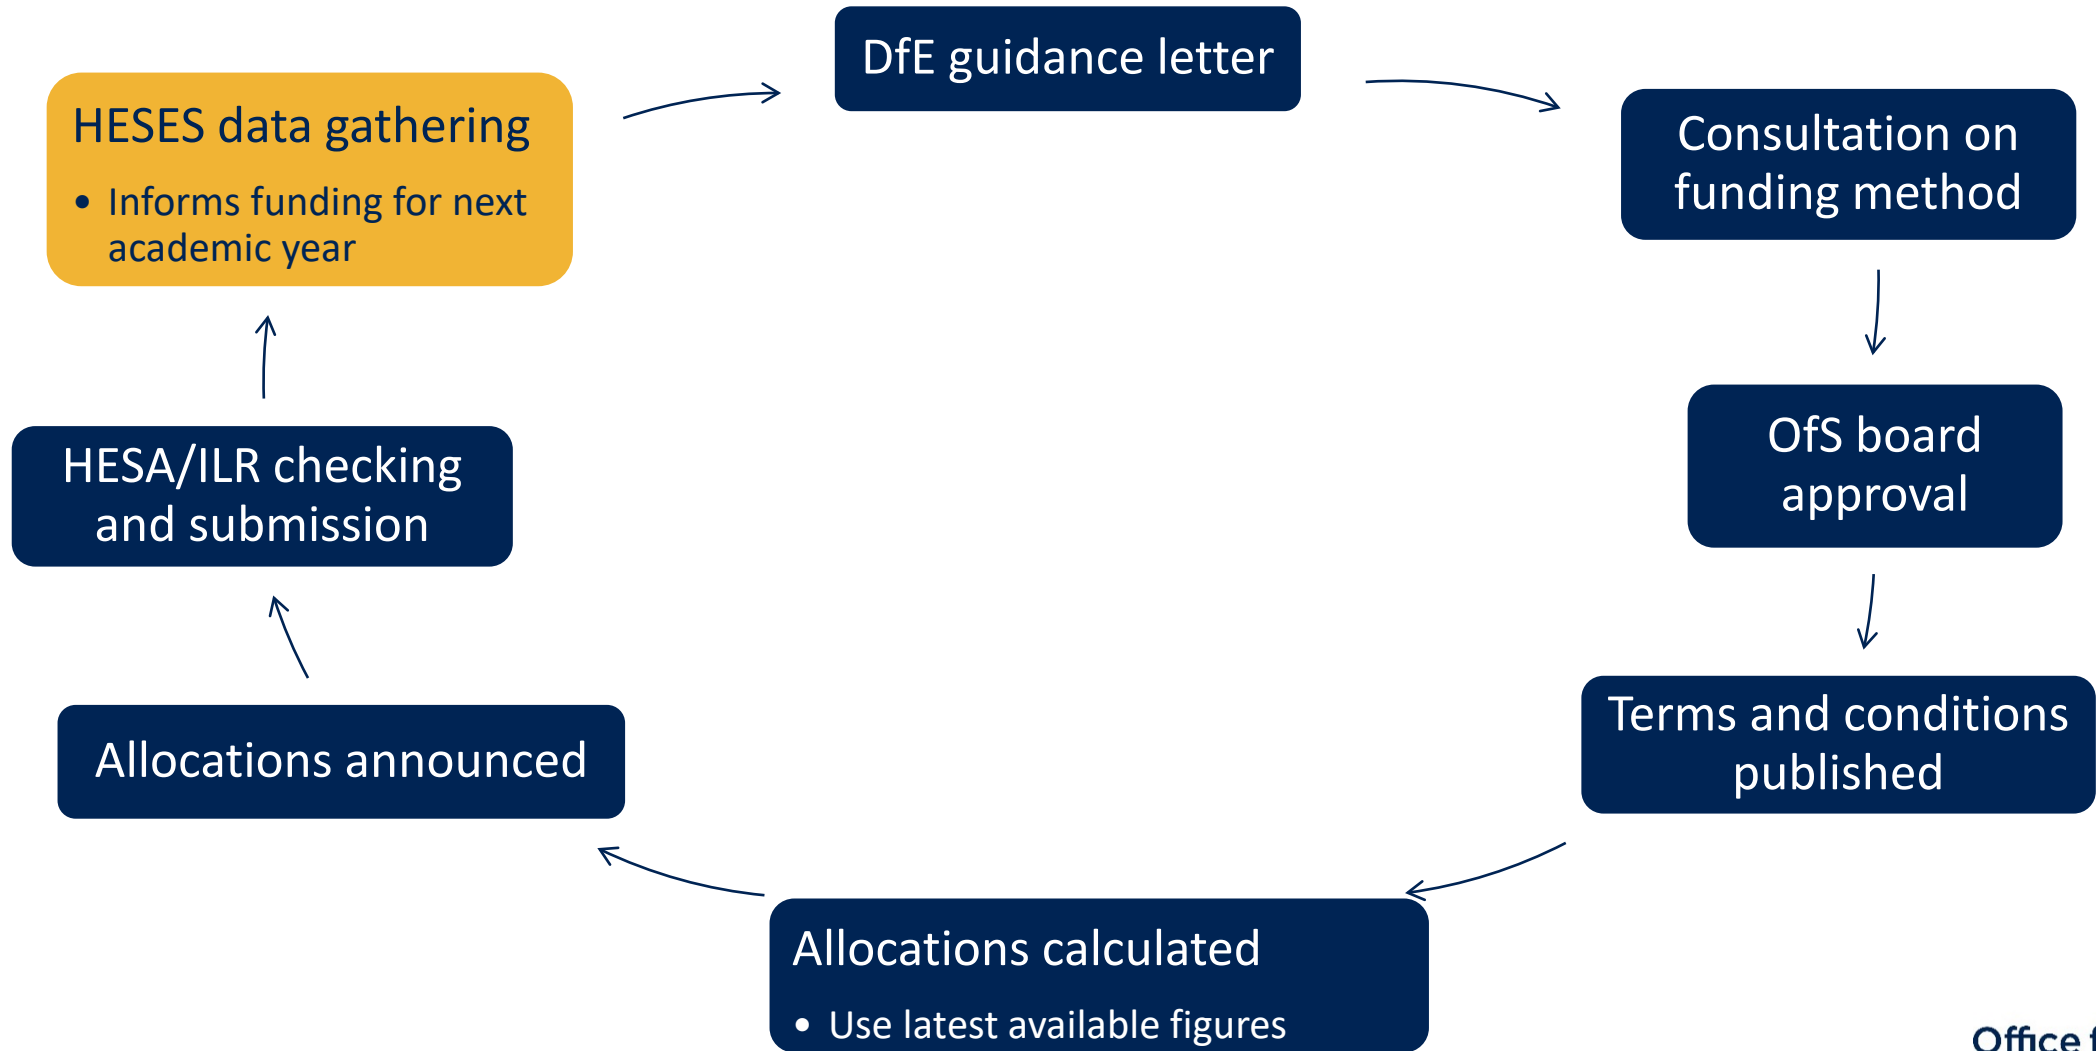 DfE guidance letter
Consultation on
funding method
OfS board
approval
Terms and conditions
published
Allocations calculated
• Use latest available figures
Allocations announced
HESA/ILR checking
and submission
HESES data gathering
• Informs funding for next
academic year
Office